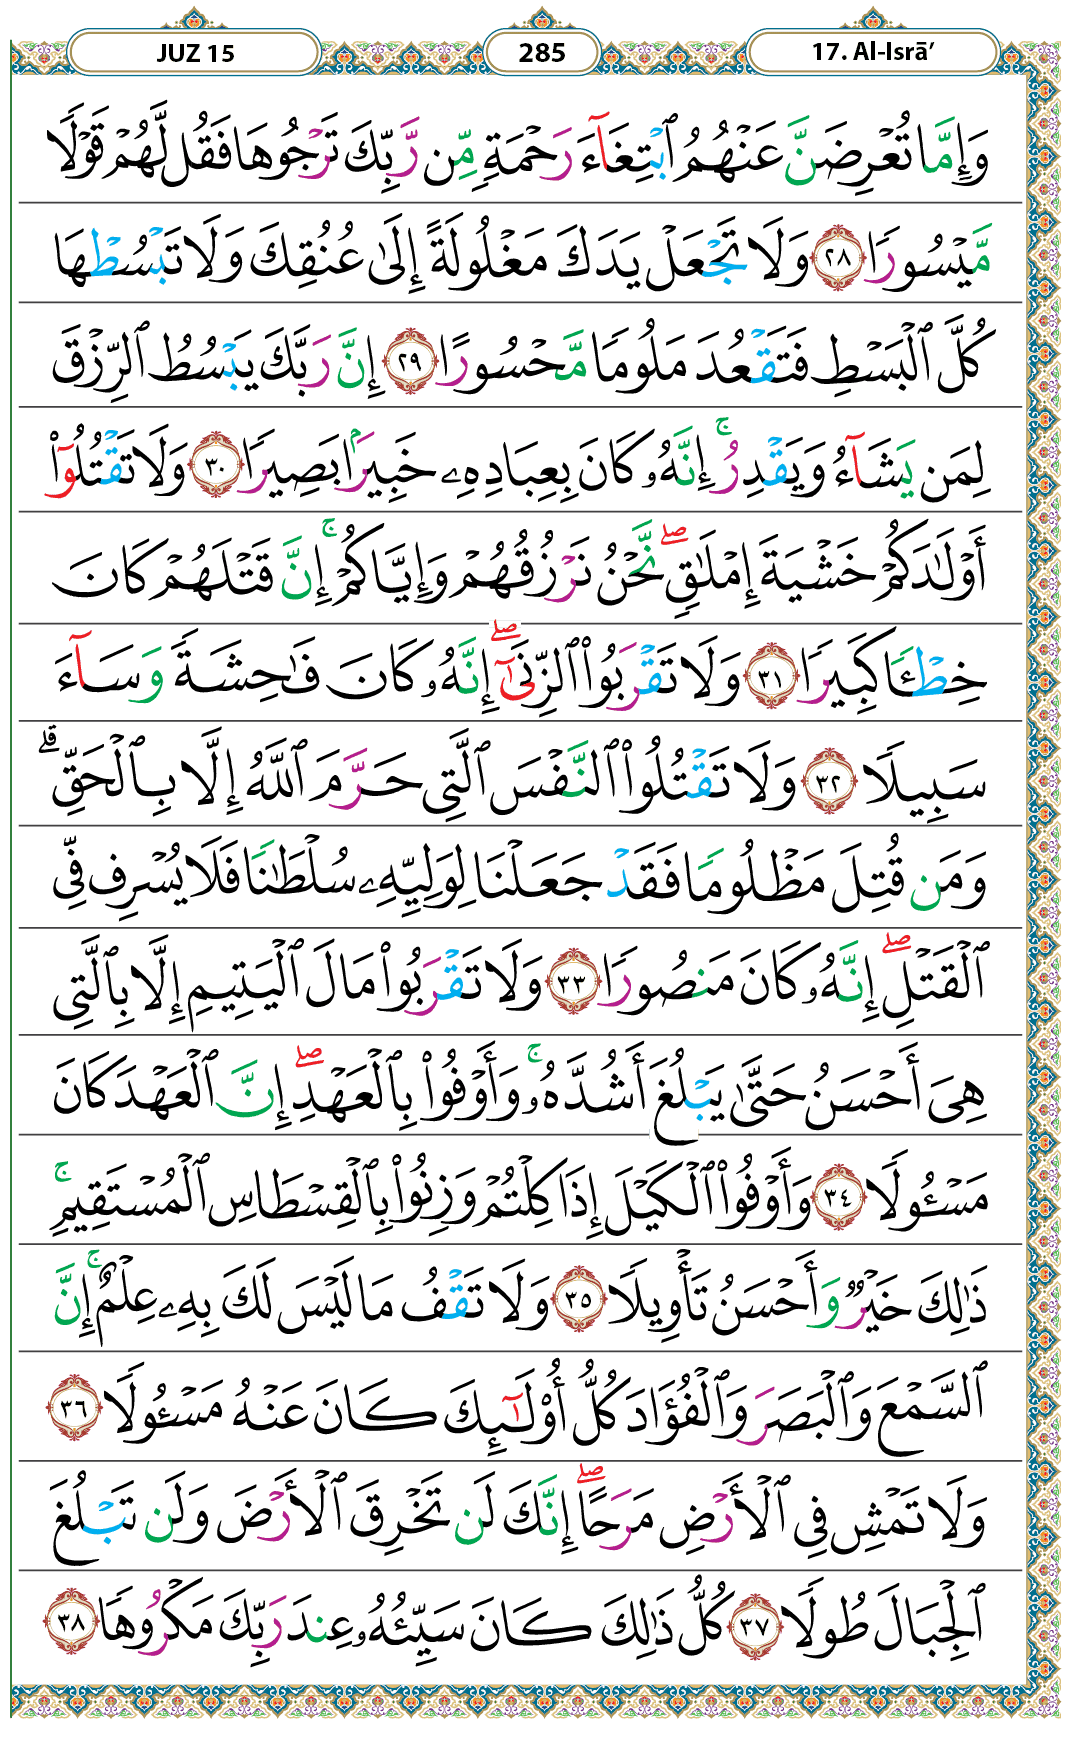 JUZ 15 285 17. Al-Isrā’
وَإِمَّا تُعْرِضَنَّ عَنْهُمُ ٱبْتِغَآءَ رَحْمَةٍ مِّن رَّبِّكَ تَرْجُوهَا فَقُل لَّهُمْ قَوْلًا
مَّيْسُورًا ٢٨ وَلَا تَجْعَلْ يَدَكَ مَغْلُولَةً إِلَىٰ عُنُقِكَ وَلَا تَبْسُطْهَا
كُلَّ ٱلْبَسْطِ فَتَقْعُدَ مَلُومًا مَّحْسُورًا ٢٩ إِنَّ رَبَّكَ يَبْسُطُ ٱلرِّزْقَ
لِمَن يَشَآءُ وَيَقْدِرُ ۚ إِنَّهُۥ كَانَ بِعِبَادِهِۦ خَبِيرًۢا بَصِيرًا ٣٠ وَلَا تَقْتُلُوٓا۟
أَوْلَـٰدَكُمْ خَشْيَةَ إِمْلَـٰقٍ ۖ نَّحْنُ نَرْزُقُهُمْ وَإِيَّاكُمْ ۚ إِنَّ قَتْلَهُمْ كَانَ
خِطْـًٔا كَبِيرًا ٣١ وَلَا تَقْرَبُوا۟ ٱلزِّنَىٰٓ ۖ إِنَّهُۥ كَانَ فَـٰحِشَةً وَسَآءَ
سَبِيلًا ٣٢ وَلَا تَقْتُلُوا۟ ٱلنَّفْسَ ٱلَّتِى حَرَّمَ ٱللَّهُ إِلَّا بِٱلْحَقِّ ۗ
وَمَن قُتِلَ مَظْلُومًا فَقَدْ جَعَلْنَا لِوَلِيِّهِۦ سُلْطَـٰنًا فَلَا يُسْرِف فِّى
ٱلْقَتْلِ ۖ إِنَّهُۥ كَانَ مَنصُورًا ٣٣ وَلَا تَقْرَبُوا۟ مَالَ ٱلْيَتِيمِ إِلَّا بِٱلَّتِى
هِىَ أَحْسَنُ حَتَّىٰ يَبْلُغَ أَشُدَّهُۥ ۚ وَأَوْفُوا۟ بِٱلْعَهْدِ ۖ إِنَّ ٱلْعَهْدَ كَانَ
مَسْـُٔولًا ٣٤ وَأَوْفُوا۟ ٱلْكَيْلَ إِذَا كِلْتُمْ وَزِنُوا۟ بِٱلْقِسْطَاسِ ٱلْمُسْتَقِيمِ ۚ
ذَٰلِكَ خَيْرٌ وَأَحْسَنُ تَأْوِيلًا ٣٥ وَلَا تَقْفُ مَا لَيْسَ لَكَ بِهِۦ عِلْمٌ ۚ إِنَّ
ٱلسَّمْعَ وَٱلْبَصَرَ وَٱلْفُؤَادَ كُلُّ أُو۟لَـٰٓئِكَ كَانَ عَنْهُ مَسْـُٔولًا ٣٦
وَلَا تَمْشِ فِى ٱلْأَرْضِ مَرَحًا ۖ إِنَّكَ لَن تَخْرِقَ ٱلْأَرْضَ وَلَن تَبْلُغَ
ٱلْجِبَالَ طُولًا ٣٧ كُلُّ ذَٰلِكَ كَانَ سَيِّئُهُۥ عِندَ رَبِّكَ مَكْرُوهًا ٣٨